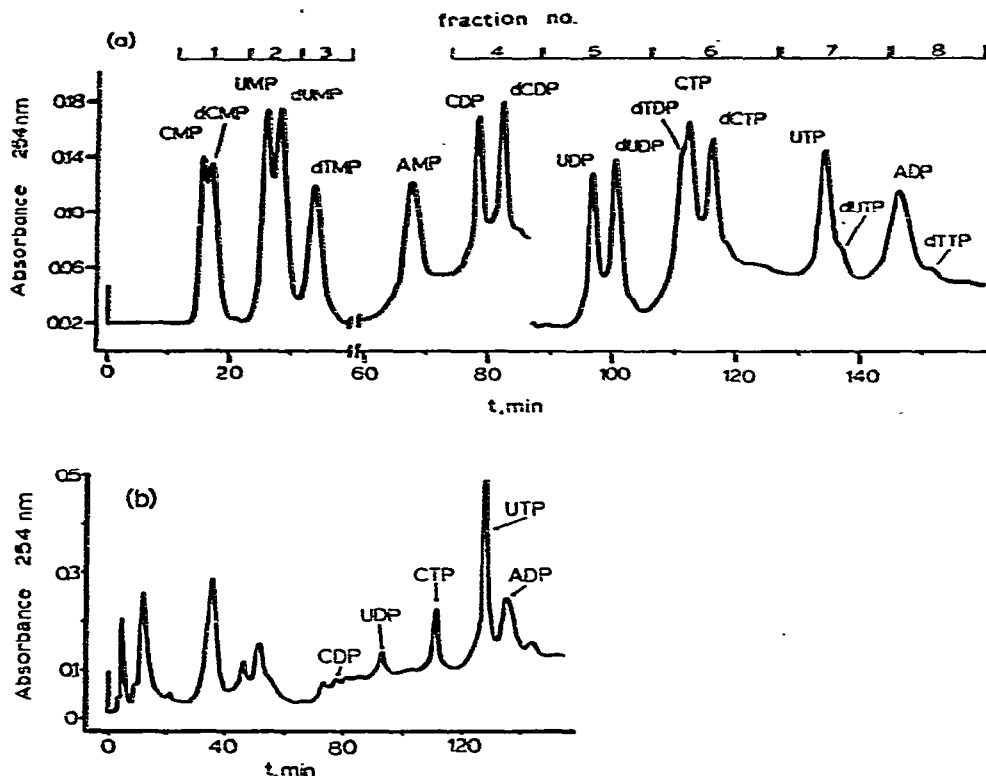 fraction no.
(a)
1 2 3 4 5 6 7 8
CMP dCMP UMP dUMP dTMP AMP CDP dCDP UDP dUDP dTDP CTP dCTP UTP dUTP ADP dTTP
Absorbance 254nm
0.18
0.14
0.10
0.06
0.02
0 20 40 60 80 100 120 140
t,min
(b)
Absorbance 254 nm
0.5
0.3
0.1
0
CDP UDP CTP UTP ADP
0 40 80 120
t,min